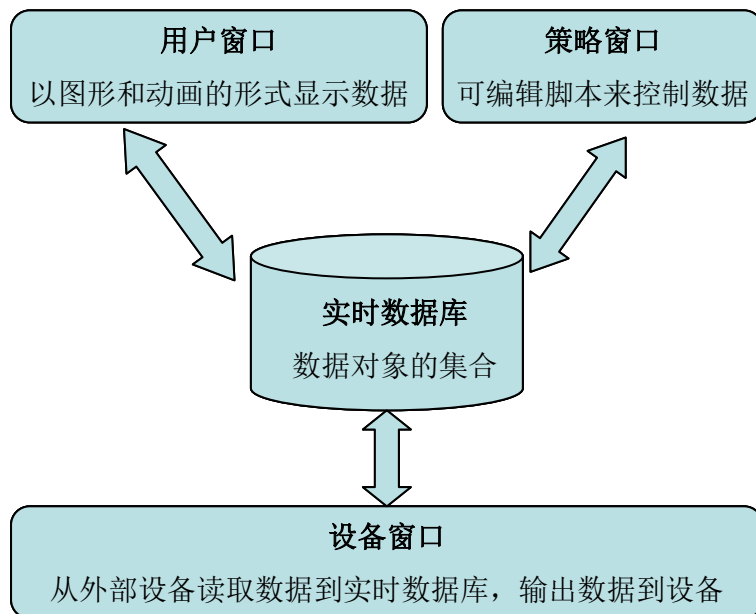 用户窗口
以图形和动画的形式显示数据
策略窗口
可编辑脚本来控制数据
实时数据库
数据对象的集合
设备窗口
从外部设备读取数据到实时数据库，输出数据到设备